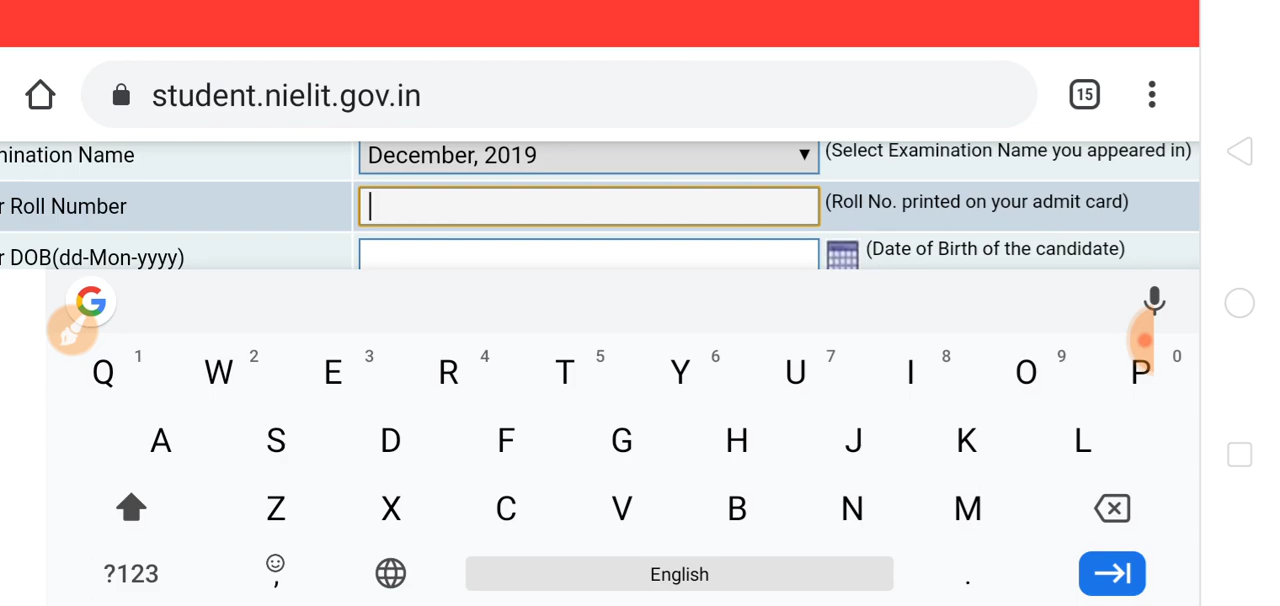 student.nielit.gov.in
15
mination Name
December, 2019
(Select Examination Name you appeared in)
r Roll Number
(Roll No. printed on your admit card)
r DOB(dd-Mon-yyyy)
(Date of Birth of the candidate)
Q 1 W 2 E 3 R 4 T 5 Y 6 U 7 I 8 O 9 P 0
A S D F G H J K L
Z X C V B N M
?123 , English .